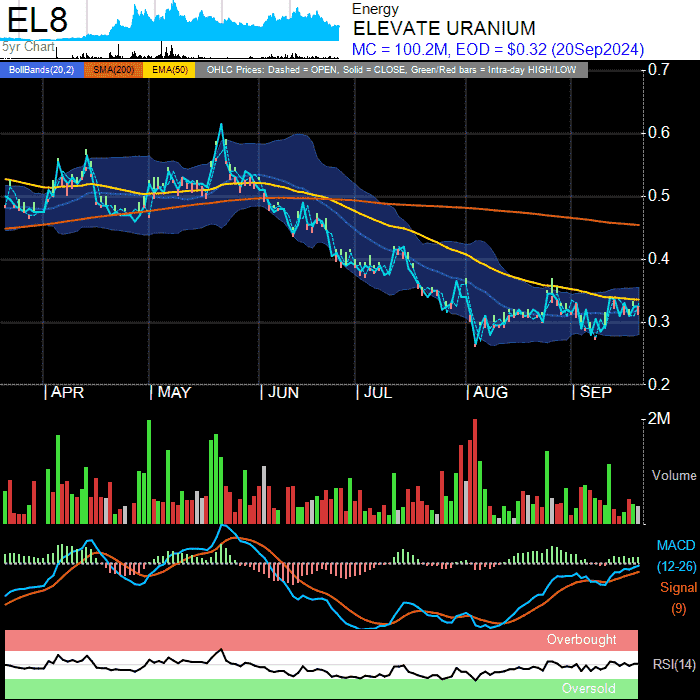 EL8
5yr Chart
Energy
ELEVATE URANIUM
MC = 100.2M, EOD = $0.32 (20Sep2024)
BollBands(20,2) SMA(200) EMA(50) OHLC Prices: Dashed = OPEN, Solid = CLOSE, Green/Red bars = Intra-day HIGH/LOW
0.7
0.6
0.5
0.4
0.3
0.2
| APR | MAY | JUN | JUL | AUG | SEP
2M
Volume
MACD
(12-26)
Signal
(9)
Overbought
RSI(14)
Oversold